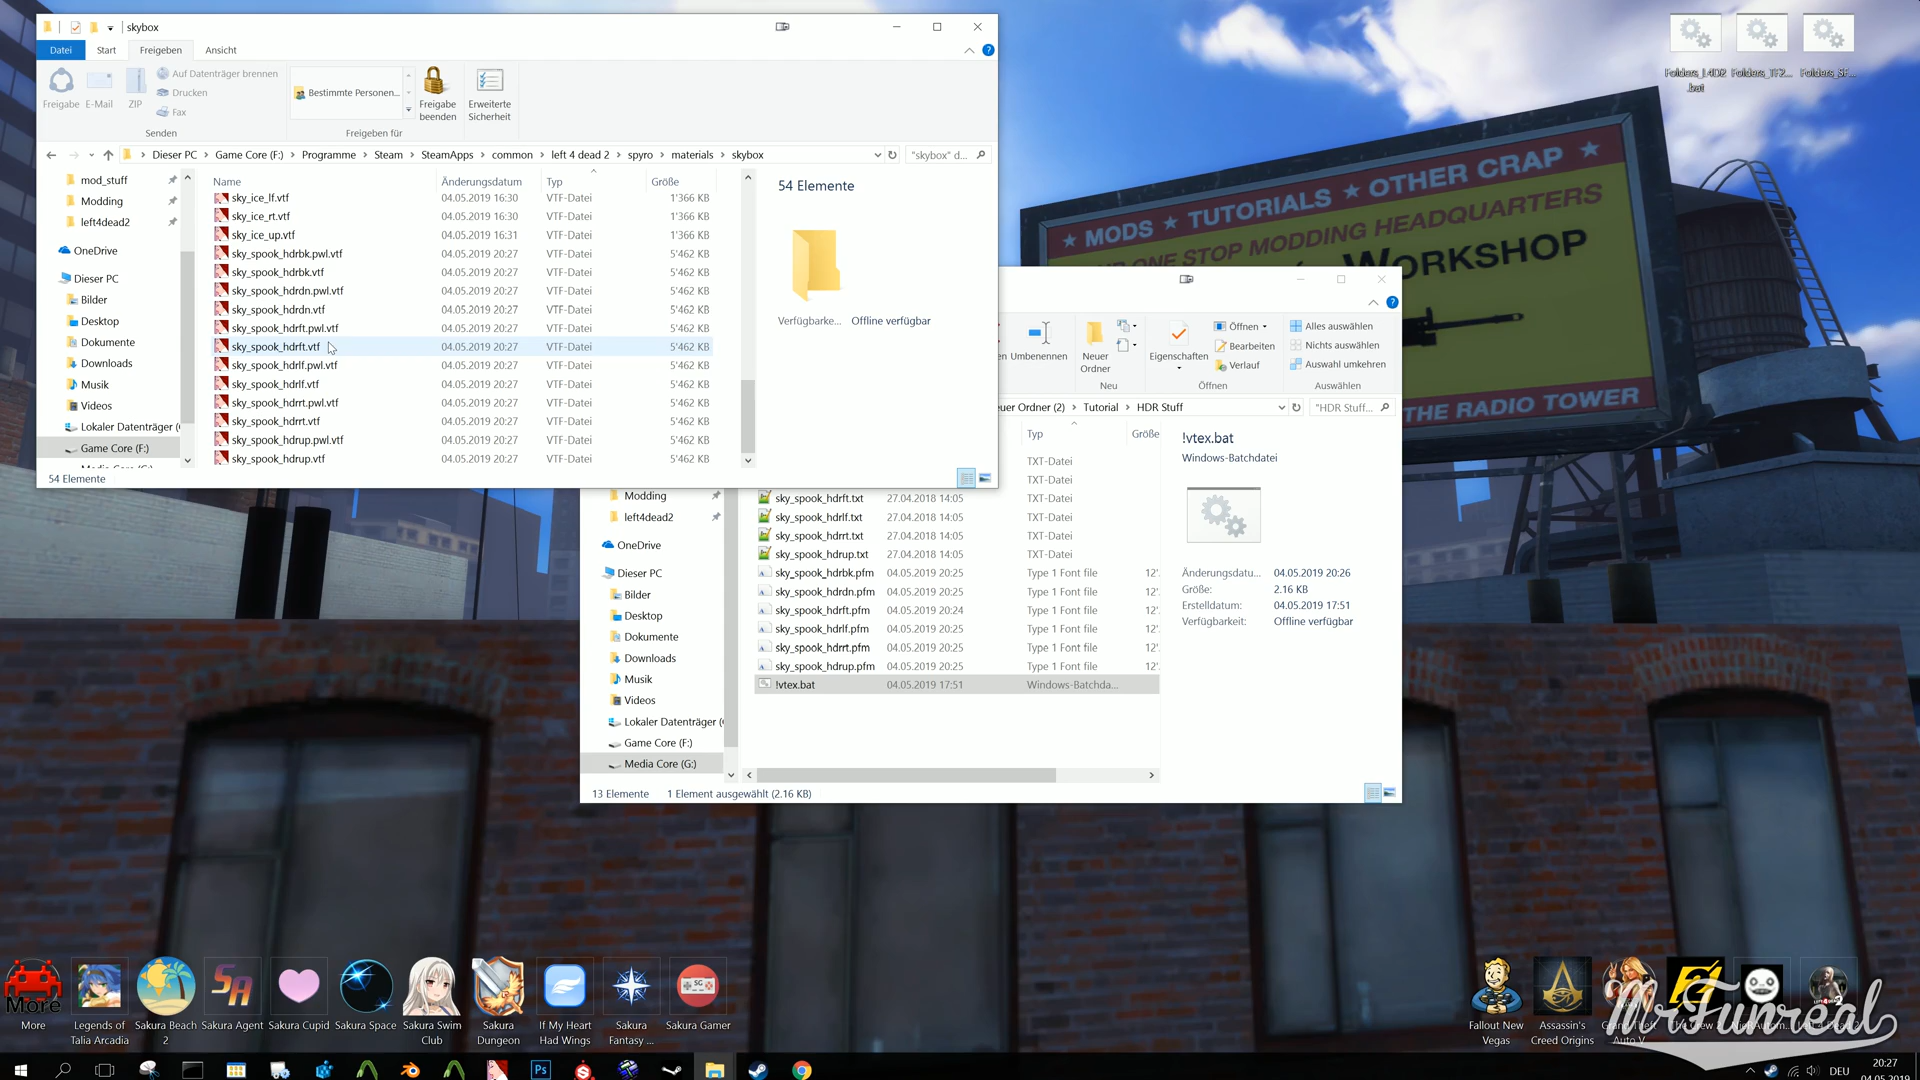 skybox
Datei
Start
Freigeben
Ansicht
Freigabe
E-Mail
ZIP
Auf Datenträger brennen
Drucken
Fax
Senden
Bestimmte Personen...
Freigabe beenden
Erweiterte Sicherheit
Freigeben für
Dieser PC
Game Core (F:)
Programme
Steam
SteamApps
common
left 4 dead 2
spyro
materials
skybox
"skybox" d...
mod_stuff
Modding
left4dead2
OneDrive
Dieser PC
Bilder
Desktop
Dokumente
Downloads
Musik
Videos
Lokaler Datenträger (
Game Core (F:)
Name Änderungsdatum Typ Größe
sky_ice_lf.vtf 04.05.2019 16:30 VTF-Datei 1'366 KB
sky_ice_rt.vtf 04.05.2019 16:30 VTF-Datei 1'366 KB
sky_ice_up.vtf 04.05.2019 16:31 VTF-Datei 1'366 KB
sky_spook_hdrbk.pwl.vtf 04.05.2019 20:27 VTF-Datei 5'462 KB
sky_spook_hdrbk.vtf 04.05.2019 20:27 VTF-Datei 5'462 KB
sky_spook_hdrdn.pwl.vtf 04.05.2019 20:27 VTF-Datei 5'462 KB
sky_spook_hdrdn.vtf 04.05.2019 20:27 VTF-Datei 5'462 KB
sky_spook_hdrft.pwl.vtf 04.05.2019 20:27 VTF-Datei 5'462 KB
sky_spook_hdrft.vtf 04.05.2019 20:27 VTF-Datei 5'462 KB
sky_spook_hdrlf.pwl.vtf 04.05.2019 20:27 VTF-Datei 5'462 KB
sky_spook_hdrlf.vtf 04.05.2019 20:27 VTF-Datei 5'462 KB
sky_spook_hdrrt.pwl.vtf 04.05.2019 20:27 VTF-Datei 5'462 KB
sky_spook_hdrrt.vtf 04.05.2019 20:27 VTF-Datei 5'462 KB
sky_spook_hdrup.pwl.vtf 04.05.2019 20:27 VTF-Datei 5'462 KB
sky_spook_hdrup.vtf 04.05.2019 20:27 VTF-Datei 5'462 KB
54 Elemente
Verfügbarke... Offline verfügbar
54 Elemente
Folders_L4D2.bat
Folders_TF2...
Folders_SF...
★ MODS ★ TUTORIALS ★ OTHER CRAP ★
ONE STOP MODDING HEADQUARTERS
WORKSHOP
THE RADIO TOWER
Umbenennen
Neuer Ordner
Neu
Eigenschaften
Öffnen
Bearbeiten
Verlauf
Öffnen
Alles auswählen
Nichts auswählen
Auswahl umkehren
Auswählen
euer Ordner (2)
Tutorial
HDR Stuff
"HDR Stuff...
Typ Größe
TXT-Datei
TXT-Datei
sky_spook_hdrft.txt 27.04.2018 14:05 TXT-Datei
sky_spook_hdrlf.txt 27.04.2018 14:05 TXT-Datei
sky_spook_hdrrt.txt 27.04.2018 14:05 TXT-Datei
sky_spook_hdrup.txt 27.04.2018 14:05 TXT-Datei
sky_spook_hdrbk.pfm 04.05.2019 20:25 Type 1 Font file 12'
sky_spook_hdrdn.pfm 04.05.2019 20:25 Type 1 Font file 12'
sky_spook_hdrft.pfm 04.05.2019 20:24 Type 1 Font file 12'
sky_spook_hdrlf.pfm 04.05.2019 20:25 Type 1 Font file 12'
sky_spook_hdrrt.pfm 04.05.2019 20:25 Type 1 Font file 12'
sky_spook_hdrup.pfm 04.05.2019 20:25 Type 1 Font file 12'
!vtex.bat 04.05.2019 17:51 Windows-Batchda...
Modding
left4dead2
OneDrive
Dieser PC
Bilder
Desktop
Dokumente
Downloads
Musik
Videos
Lokaler Datenträger (
Game Core (F:)
Media Core (G:)
!vtex.bat
Windows-Batchdatei
Änderungsdatu... 04.05.2019 20:26
Größe: 2.16 KB
Erstelldatum: 04.05.2019 17:51
Verfügbarkeit: Offline verfügbar
13 Elemente 1 Element ausgewählt (2.16 KB)
More
More
Legends of Talia Arcadia
Sakura Beach 2
SA
Sakura Agent
Sakura Cupid
Sakura Space
Sakura Swim Club
Sakura Dungeon
If My Heart Had Wings
Sakura Fantasy ...
SG
Sakura Gamer
Fallout New Vegas
Assassin's Creed Origins
Auto V
MrFunreal
Ps
DEU
20:27
04.05.2019